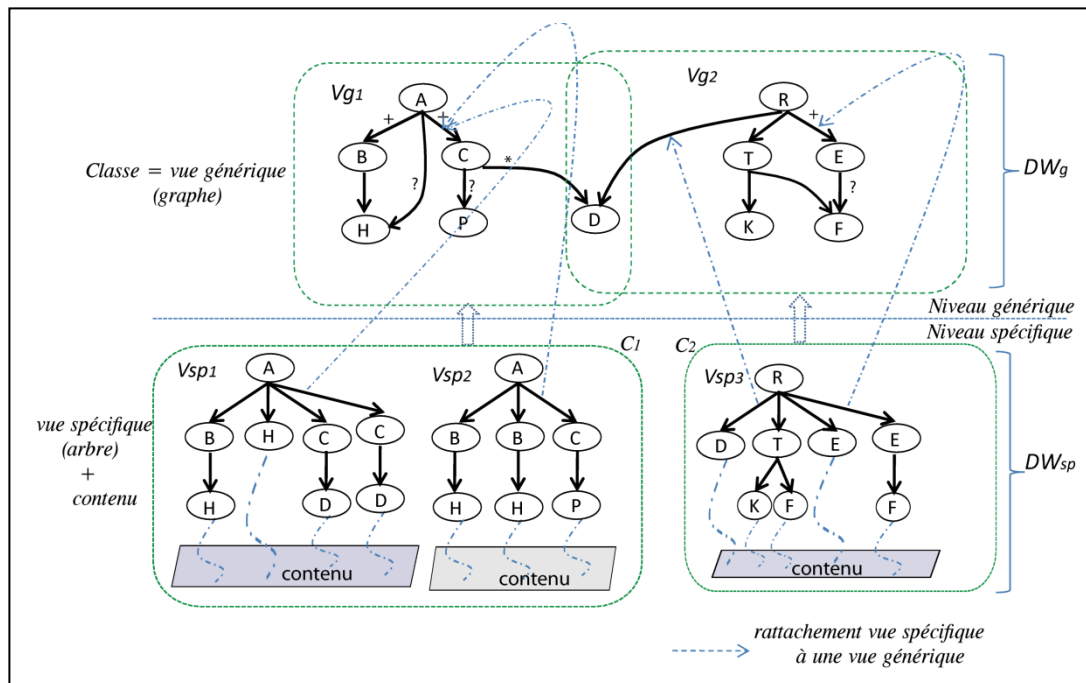 Vg1
Vg2
A
R
+
+
+
B
C
T
E
*
?
?
?
Classe = vue générique
(graphe)
DWg
H
P
D
K
F
Niveau générique
Niveau spécifique
C1
C2
Vsp1
A
Vsp2
A
Vsp3
R
B
H
C
C
B
B
C
D
T
E
E
vue spécifique
(arbre)
+
contenu
DWsp
H
D
D
H
H
P
K
F
F
contenu
contenu
contenu
rattachement vue spécifique
à une vue générique